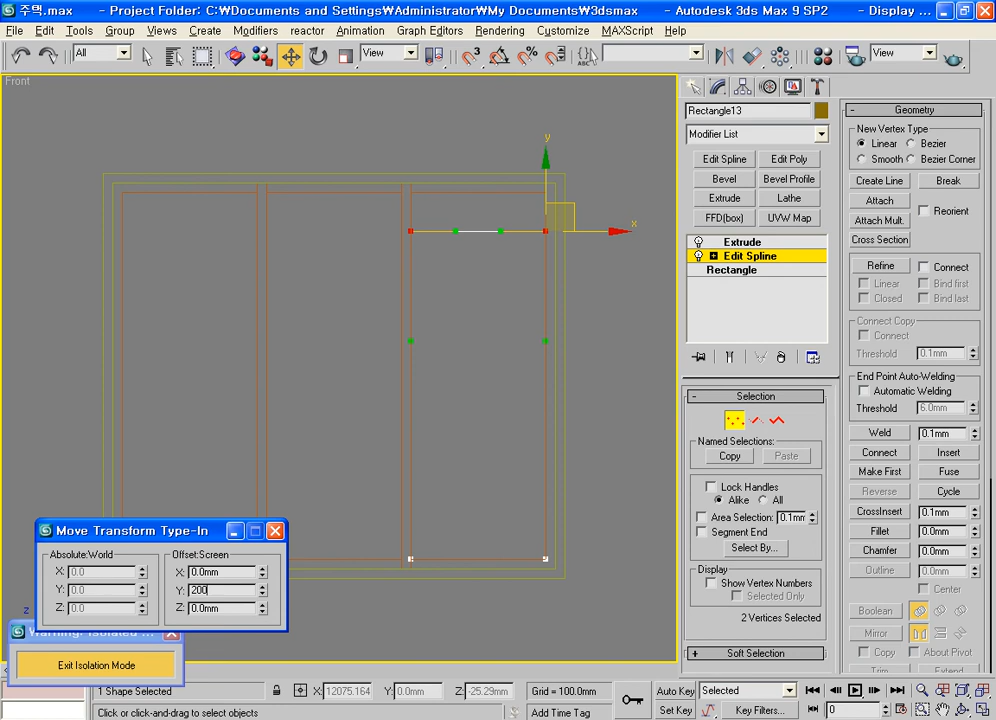 주택.max - Project Folder: C:₩Documents and Settings₩Administrator₩My Documents₩3dsmax - Autodesk 3ds Max 9 SP2 - Display ...
File Edit Tools Group Views Create Modifiers reactor Animation Graph Editors Rendering Customize MAXScript Help
All View View
Front
y
x
z
Rectangle13
Modifier List
Edit Spline Edit Poly
Bevel Bevel Profile
Extrude Lathe
FFD(box) UVW Map
Extrude
Edit Spline
Rectangle
- Selection
Named Selections:
Copy Paste
Lock Handles
Alike All
Area Selection: 0.1mm
Segment End
Select By...
Display
Show Vertex Numbers
Selected Only
2 Vertices Selected
+ Soft Selection
- Geometry
New Vertex Type
Linear Bezier
Smooth Bezier Corner
Create Line Break
Attach Reorient
Attach Mult.
Cross Section
Refine Connect
Linear Bind first
Closed Bind last
Connect Copy
Connect
Threshold 0.1mm
End Point Auto-Welding
Automatic Welding
Threshold 6.0mm
Weld 0.1mm
Connect Insert
Make First Fuse
Reverse Cycle
CrossInsert 0.1mm
Fillet 0.0mm
Chamfer 0.0mm
Outline 0.0mm
Center
Boolean
Mirror
Copy About Pivot
Trim Extend
Move Transform Type-In
Absolute:World Offset:Screen
X: 0.0 X: 0.0mm
Y: 0.0 Y: 200
Z: 0.0 Z: 0.0mm
Warning: Isolated ...
Exit Isolation Mode
1 Shape Selected X: 12075.164 Y: 0.0mm Z: -25.29mm Grid = 100.0mm Auto Key Selected
Click or click-and-drag to select objects Add Time Tag Set Key Key Filters... 0